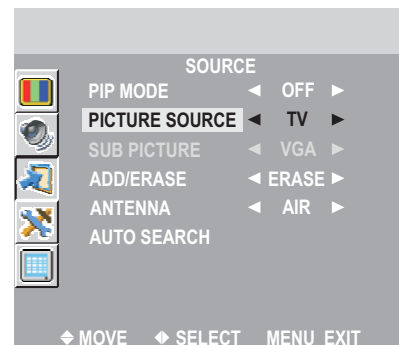 SOURCE
PIP MODE ◄ OFF ►
PICTURE SOURCE ◄ TV ►
SUB PICTURE ◄ VGA ►
ADD/ERASE ◄ ERASE ►
ANTENNA ◄ AIR ►
AUTO SEARCH
MOVE SELECT MENU EXIT